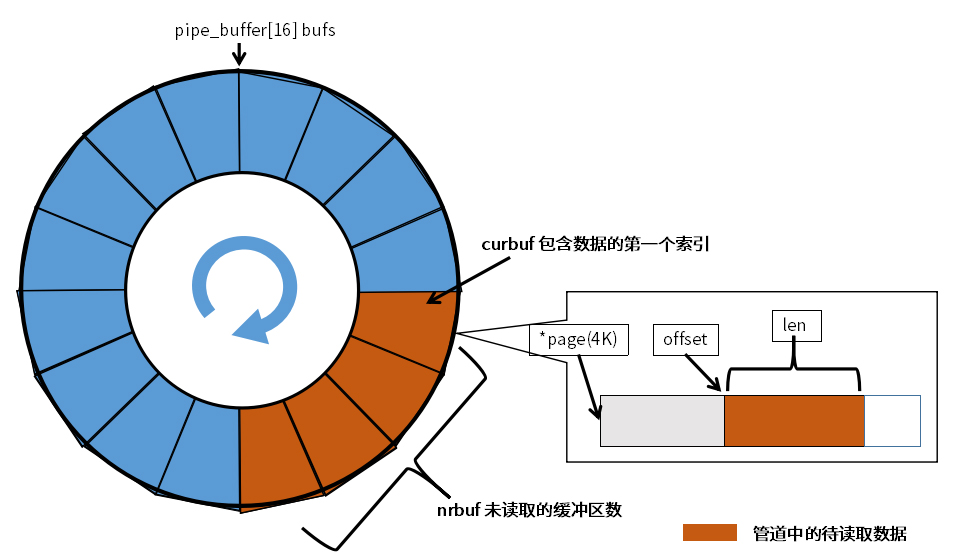 pipe_buffer[16] bufs
curbuf 包含数据的第一个索引
*page(4K)
offset
len
nrbuf 未读取的缓冲区数
管道中的待读取数据